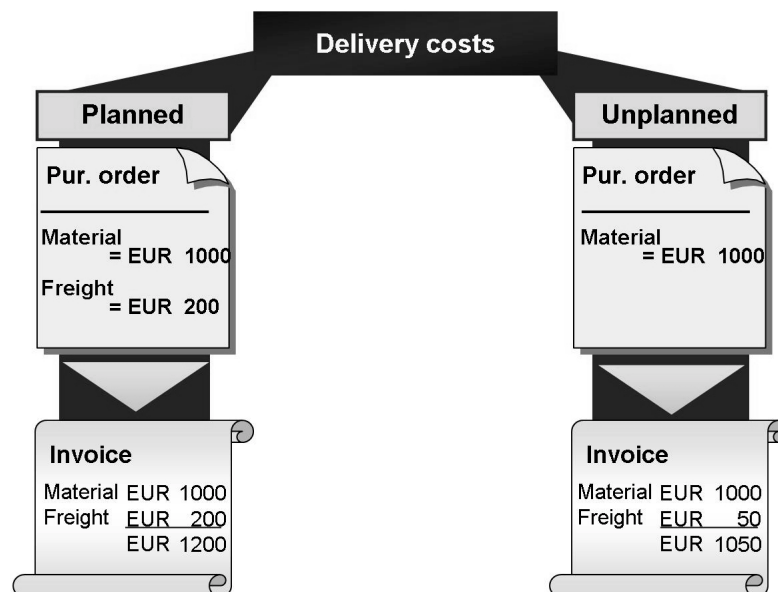 Delivery costs
Planned
Pur. order
Material
= EUR 1000
Freight
= EUR 200
Invoice
Material EUR 1000
Freight EUR 200
EUR 1200
Unplanned
Pur. order
Material
= EUR 1000
Invoice
Material EUR 1000
Freight EUR 50
EUR 1050